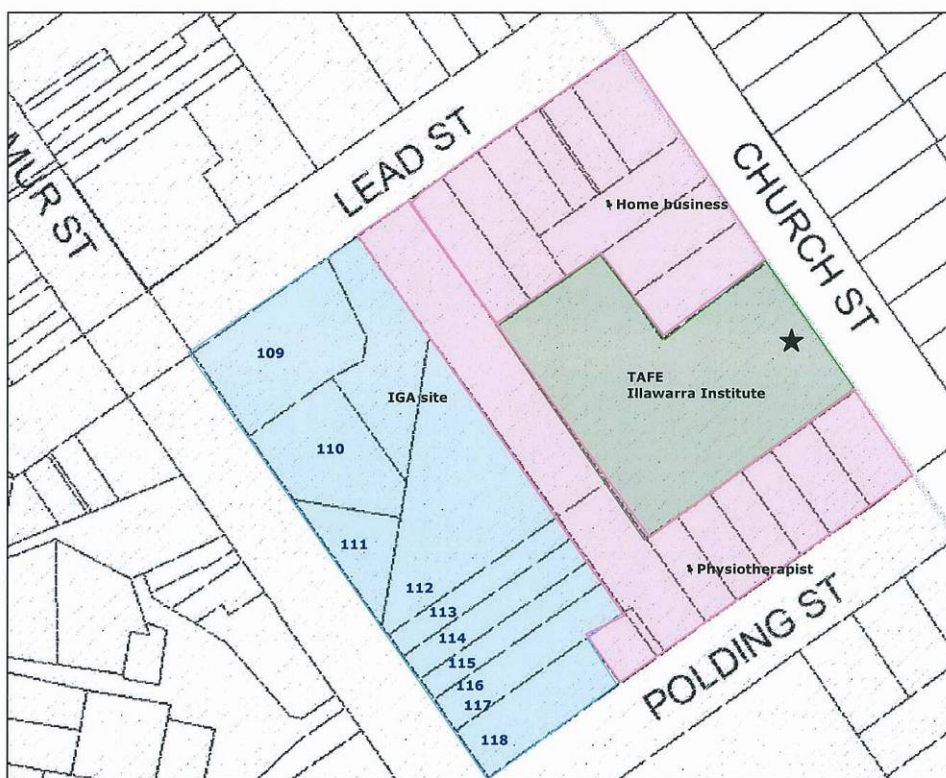 LEAD ST
CHURCH ST
MUR ST
Home business
109
TAFE
Illawarra Institute
IGA site
110
111
112
113
Physiotherapist
114
115
116
117
POLDING ST
118